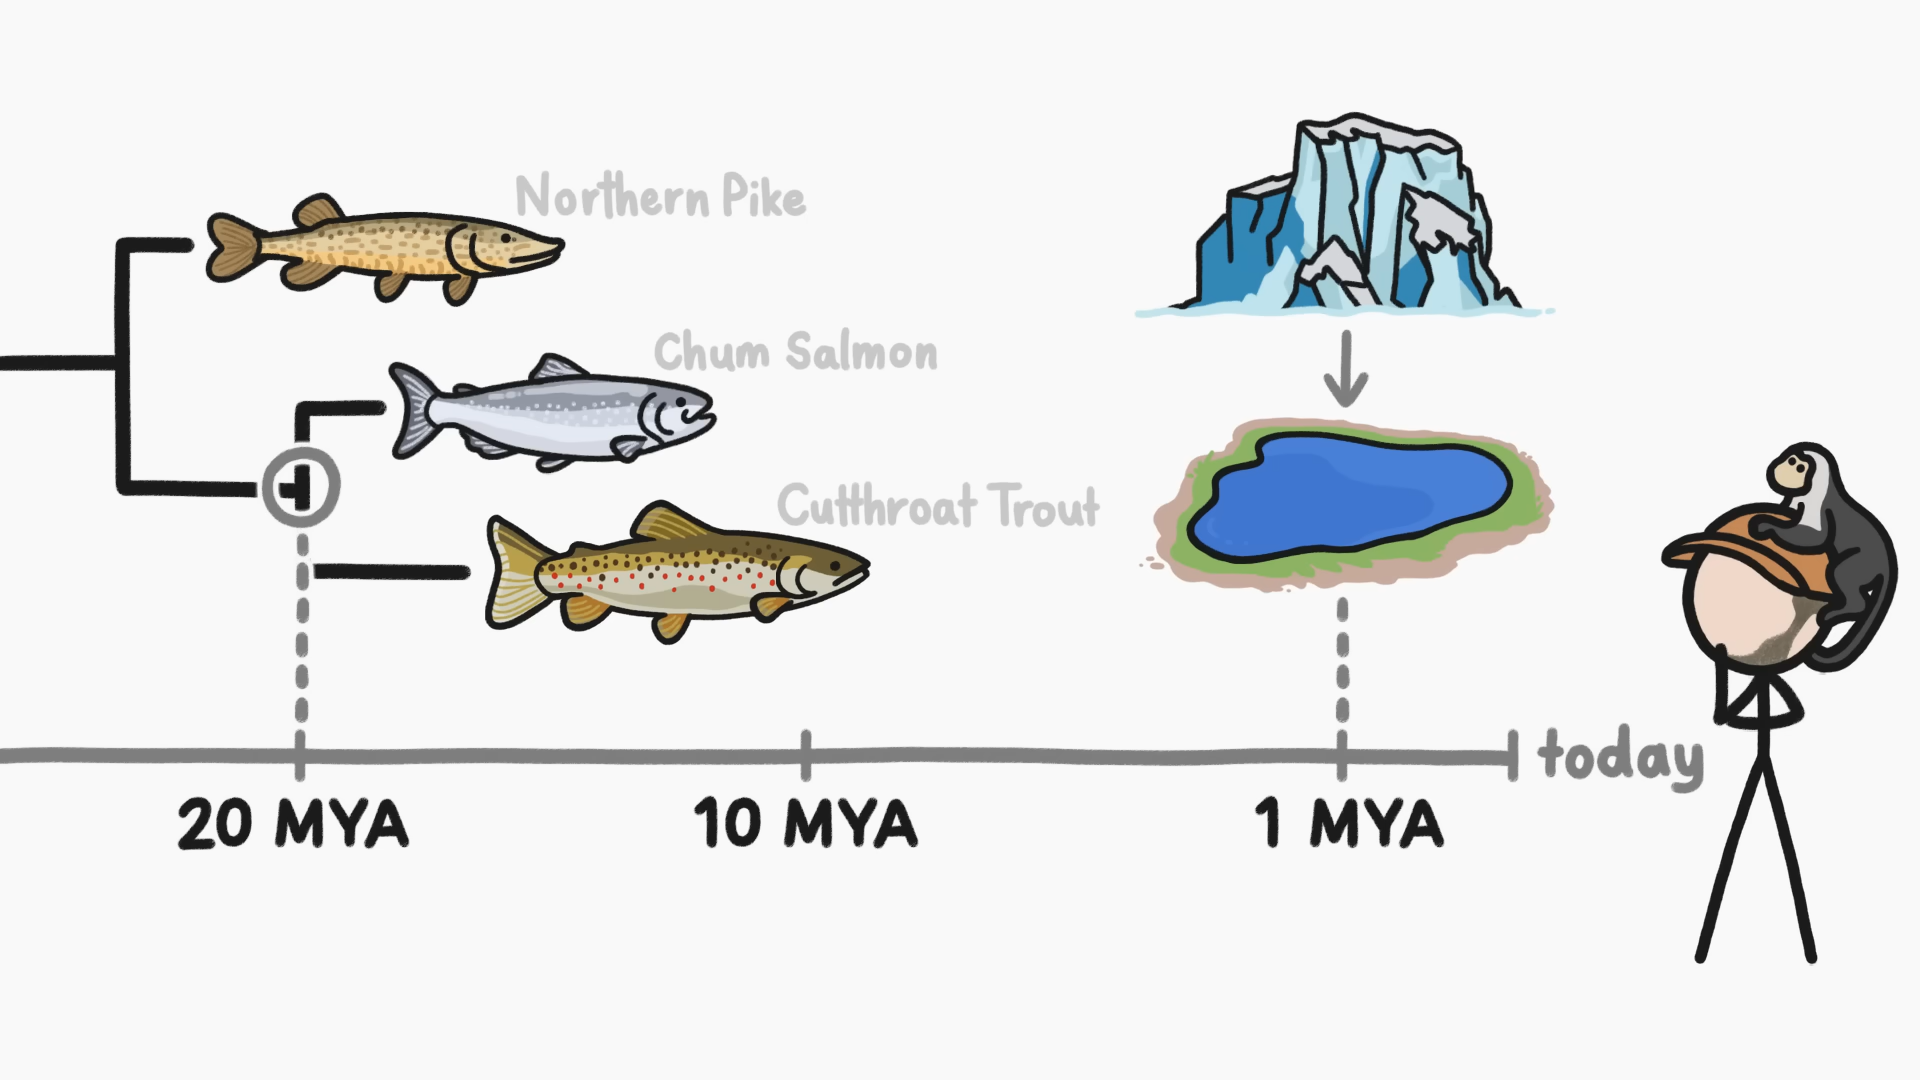 Northern Pike
Chum Salmon
Cutthroat Trout
today
20 MYA
10 MYA
1 MYA